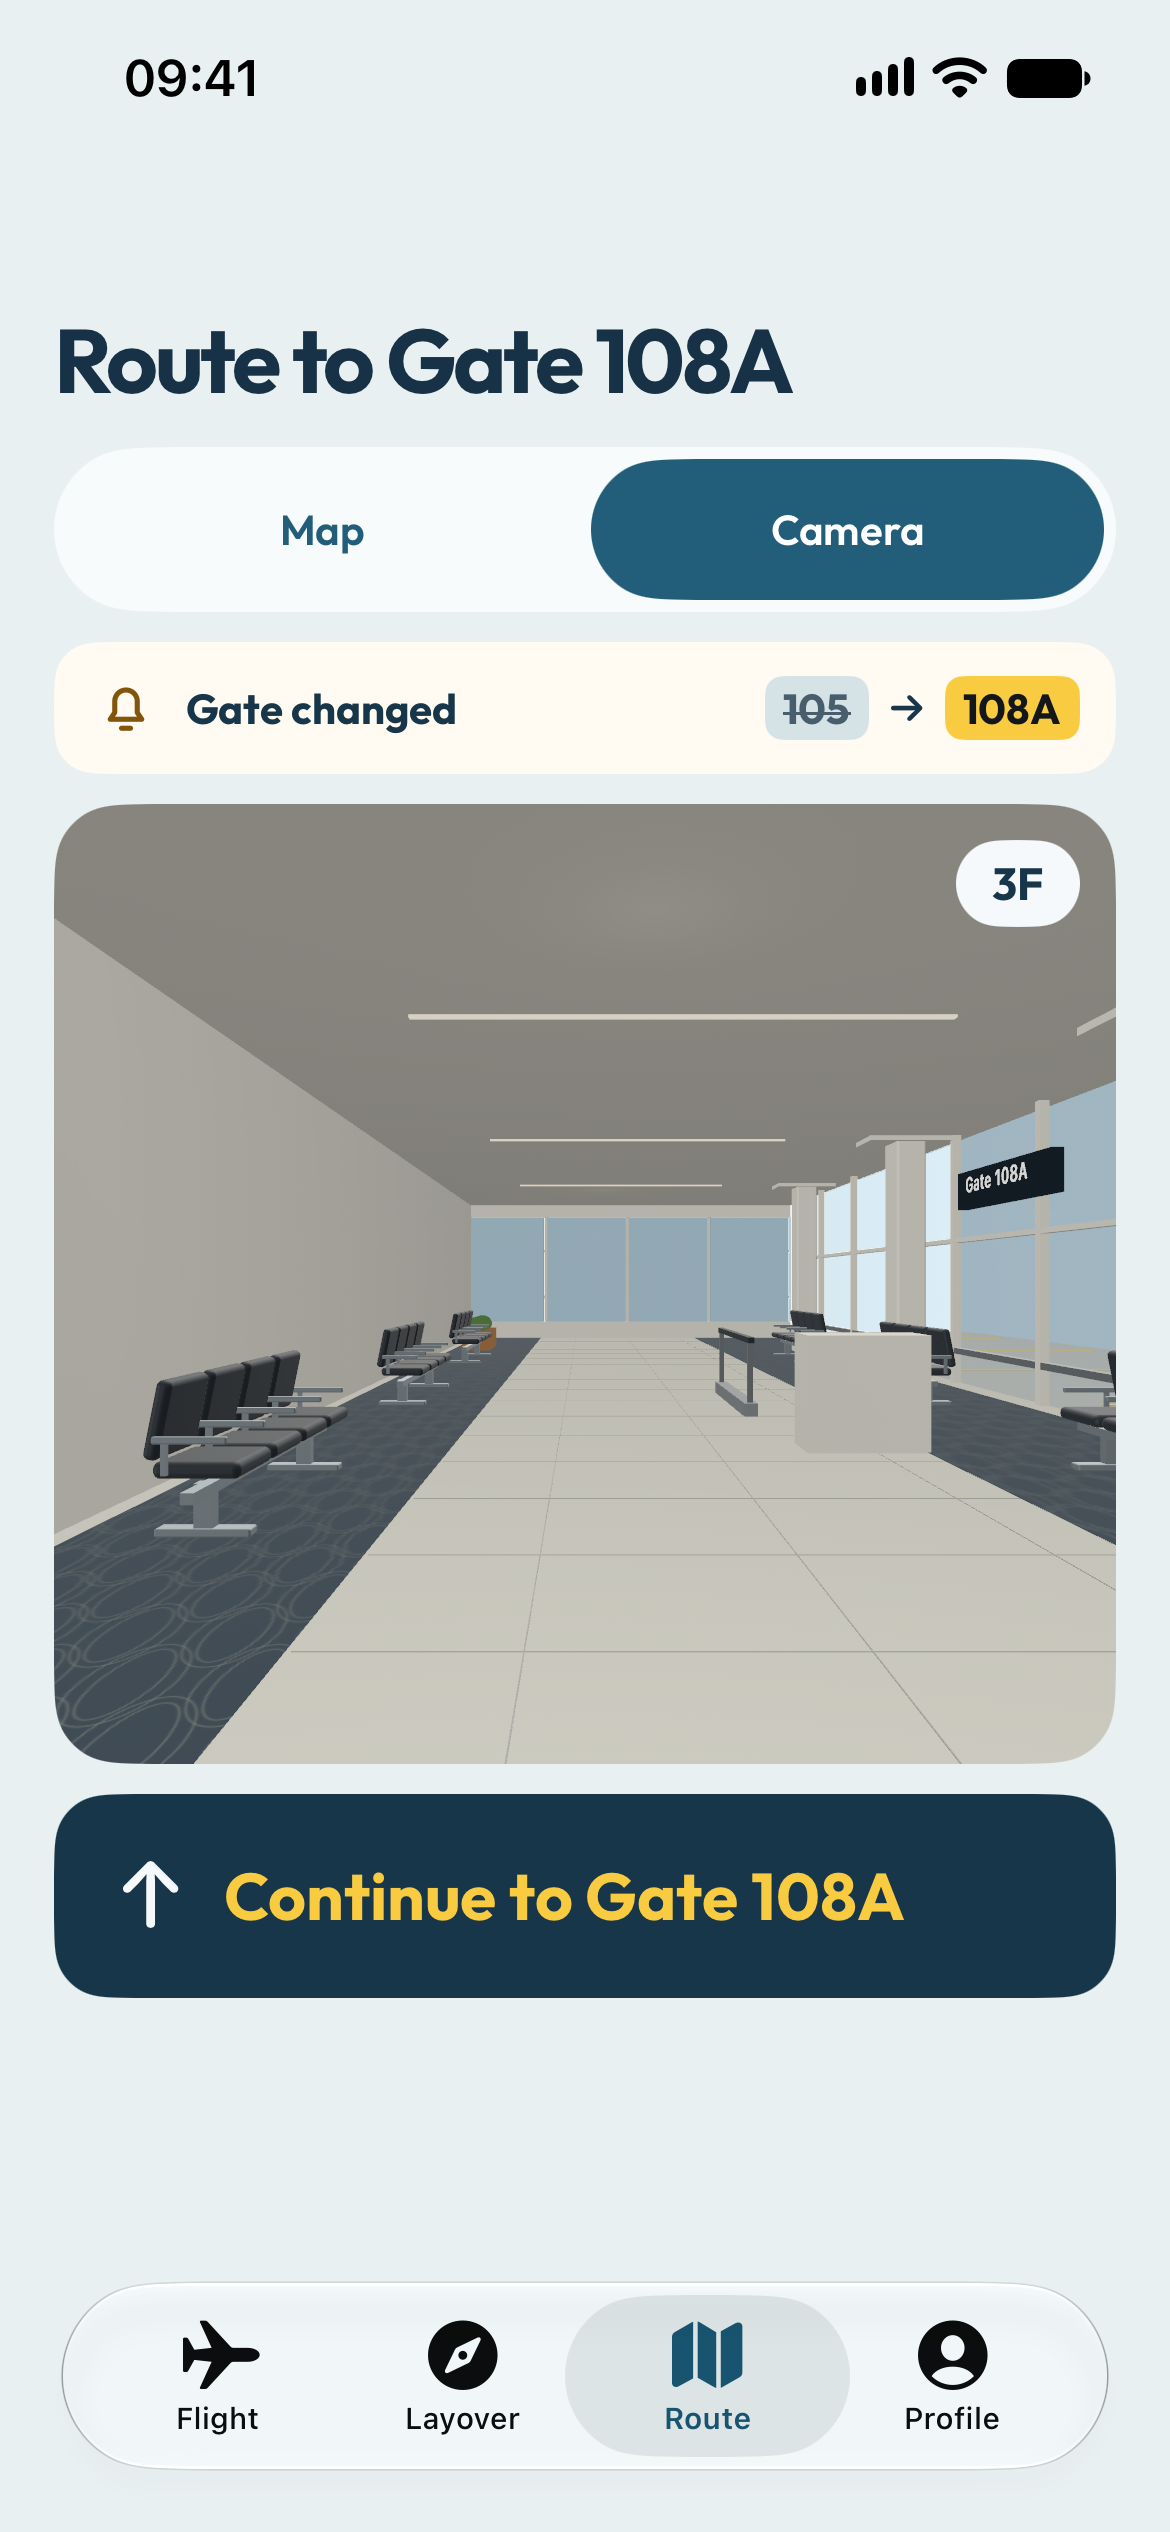 09:41
Route to Gate 108A
Map Camera
Gate changed 105 → 108A
3F
Gate 108A
Continue to Gate 108A
Flight Layover Route Profile